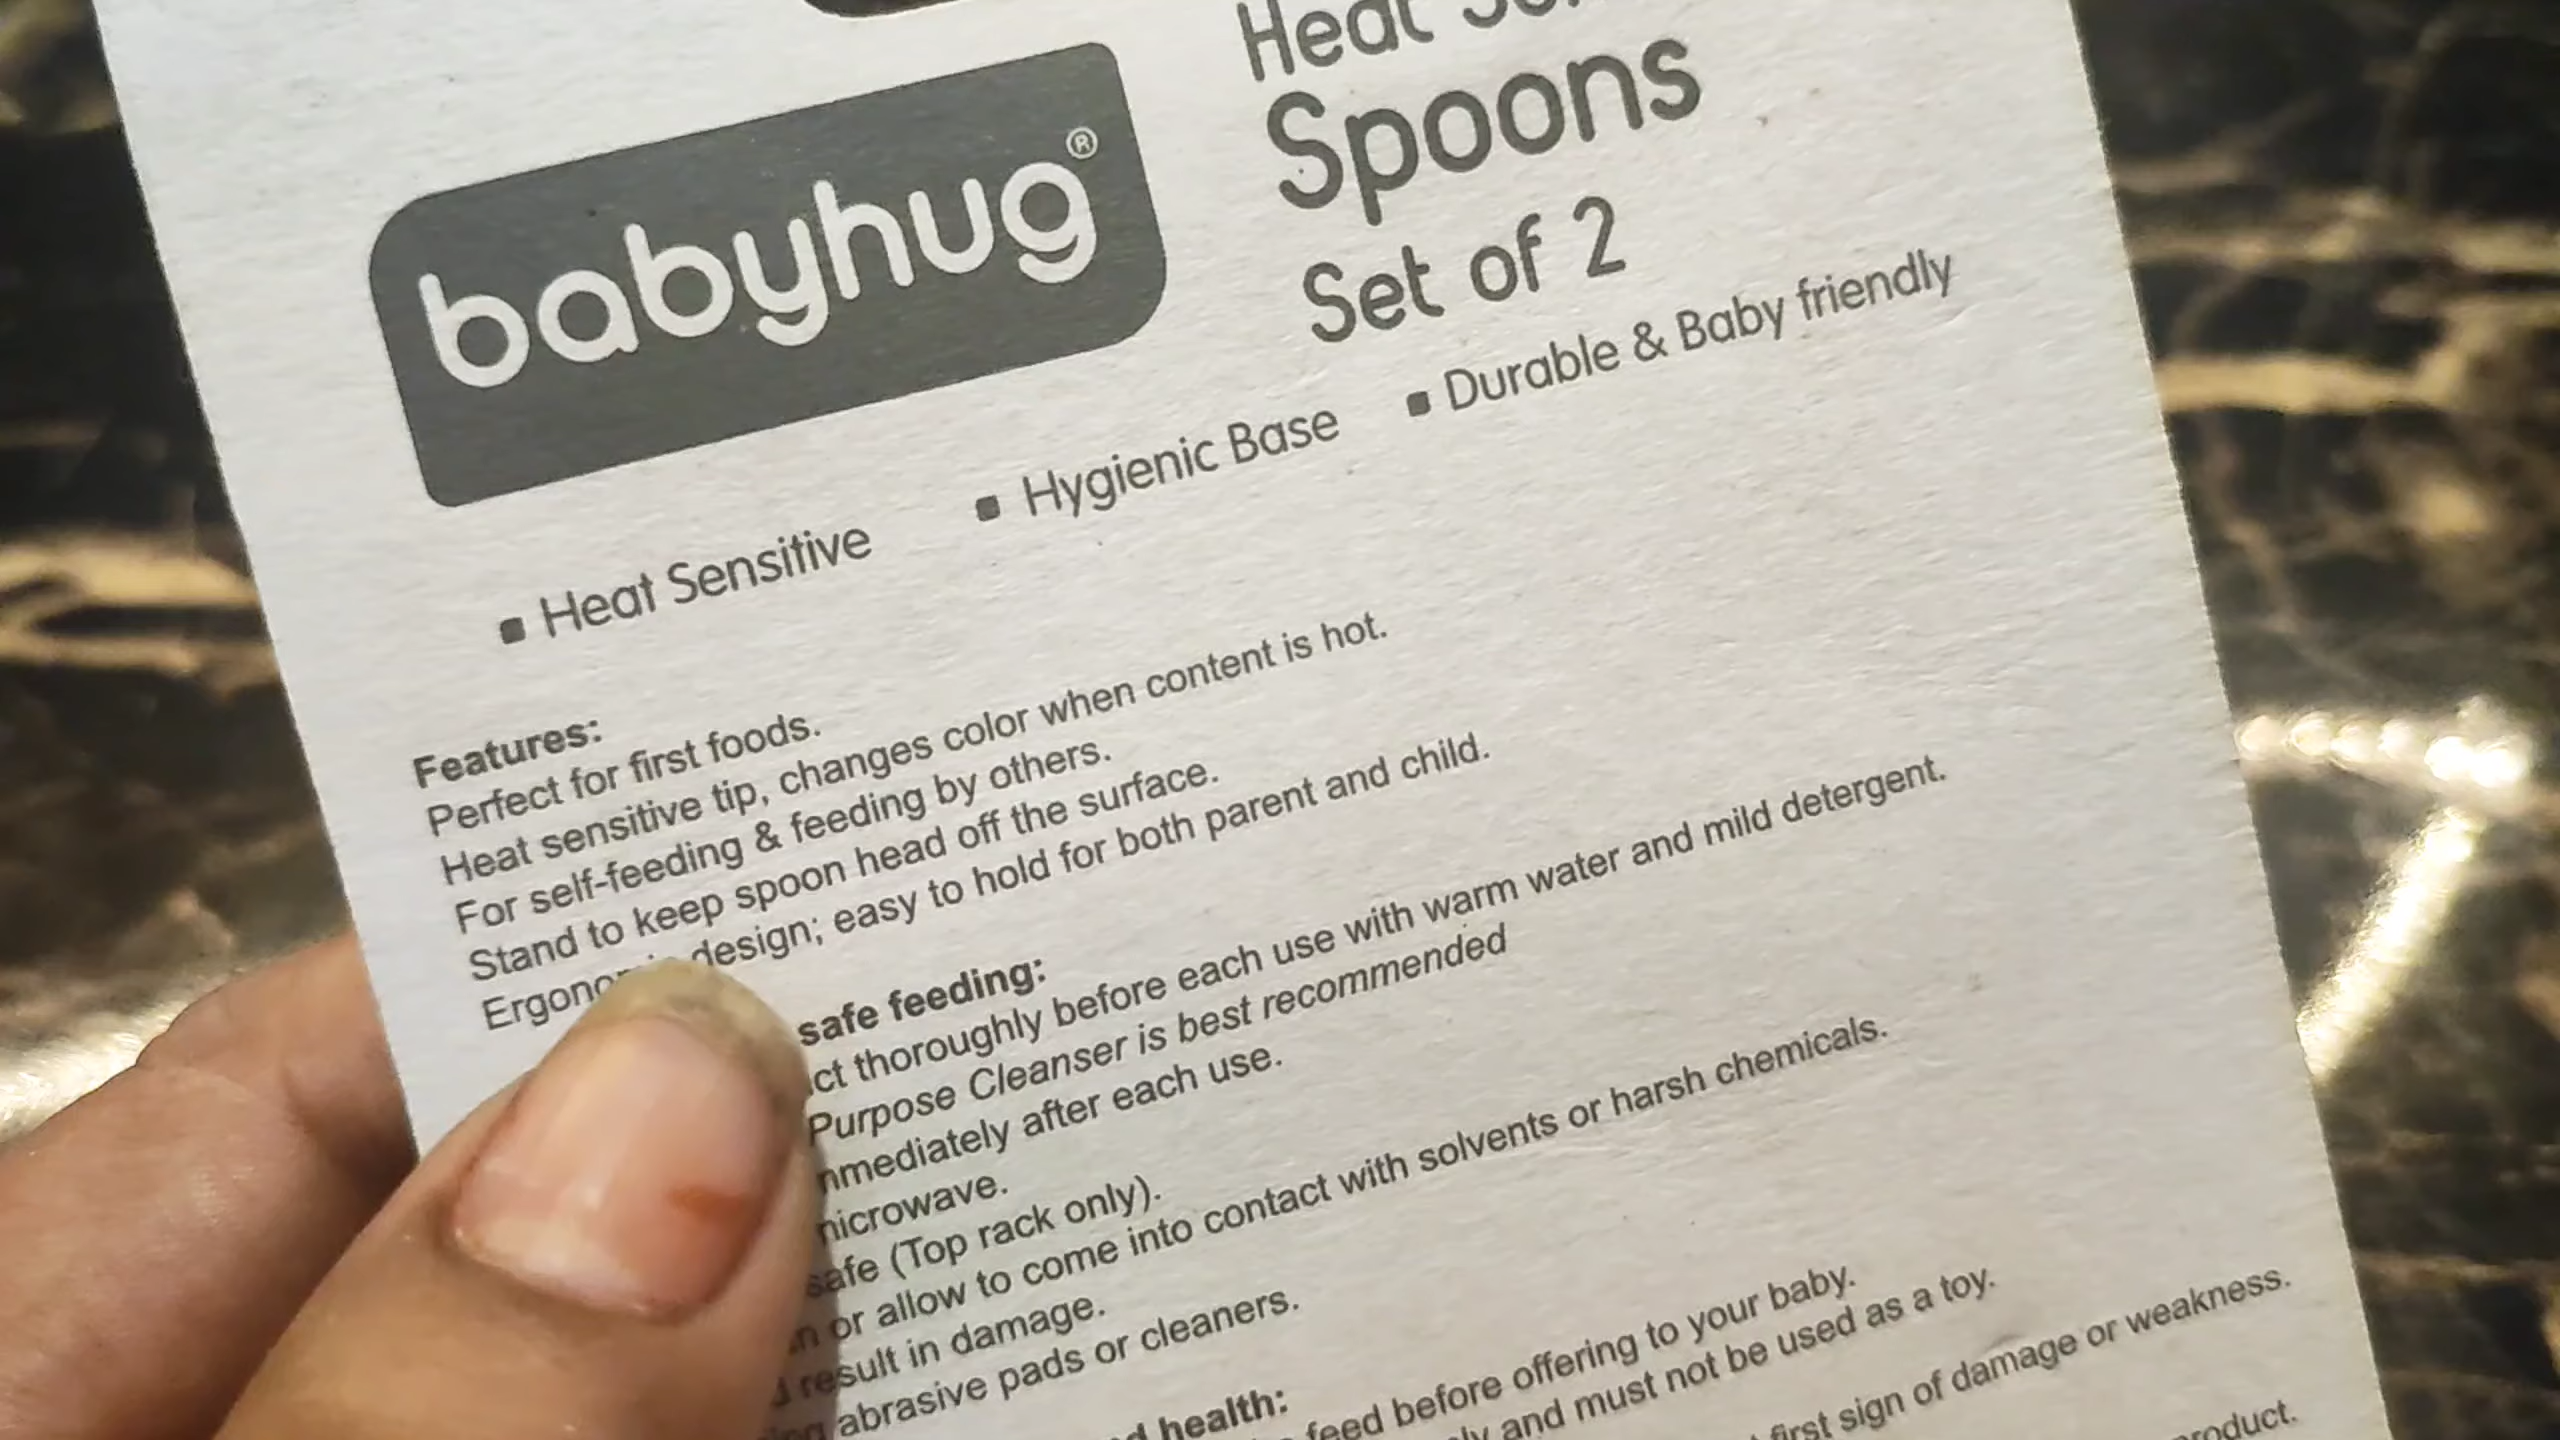 babyhug®
Heat
Spoons
Set of 2
▪ Heat Sensitive ▪ Hygienic Base ▪ Durable & Baby friendly
Features:
Perfect for first foods.
Heat sensitive tip, changes color when content is hot.
For self-feeding & feeding by others.
Stand to keep spoon head off the surface.
design; easy to hold for both parent and child.
safe feeding:
thoroughly before each use with warm water and mild detergent.
Purpose Cleanser is best recommended
after each use.
safe (Top rack only).
or allow to come into contact with solvents or harsh chemicals.
result in damage.
abrasive pads or cleaners.
health:
feed before offering to your baby.
and must not be used as a toy.
first sign of damage or weakness.
product.